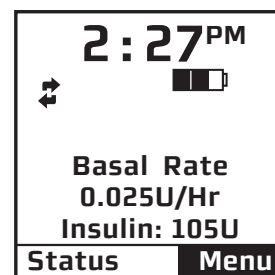 2:27PM
Basal Rate
0.025U/Hr
Insulin: 105U
Status Menu